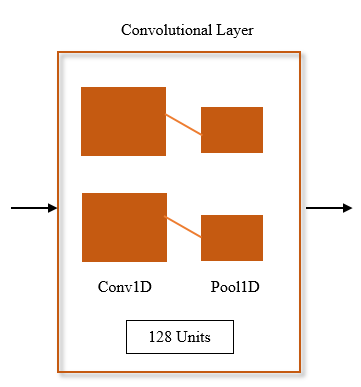 Convolutional Layer
Conv1D Pool1D
128 Units